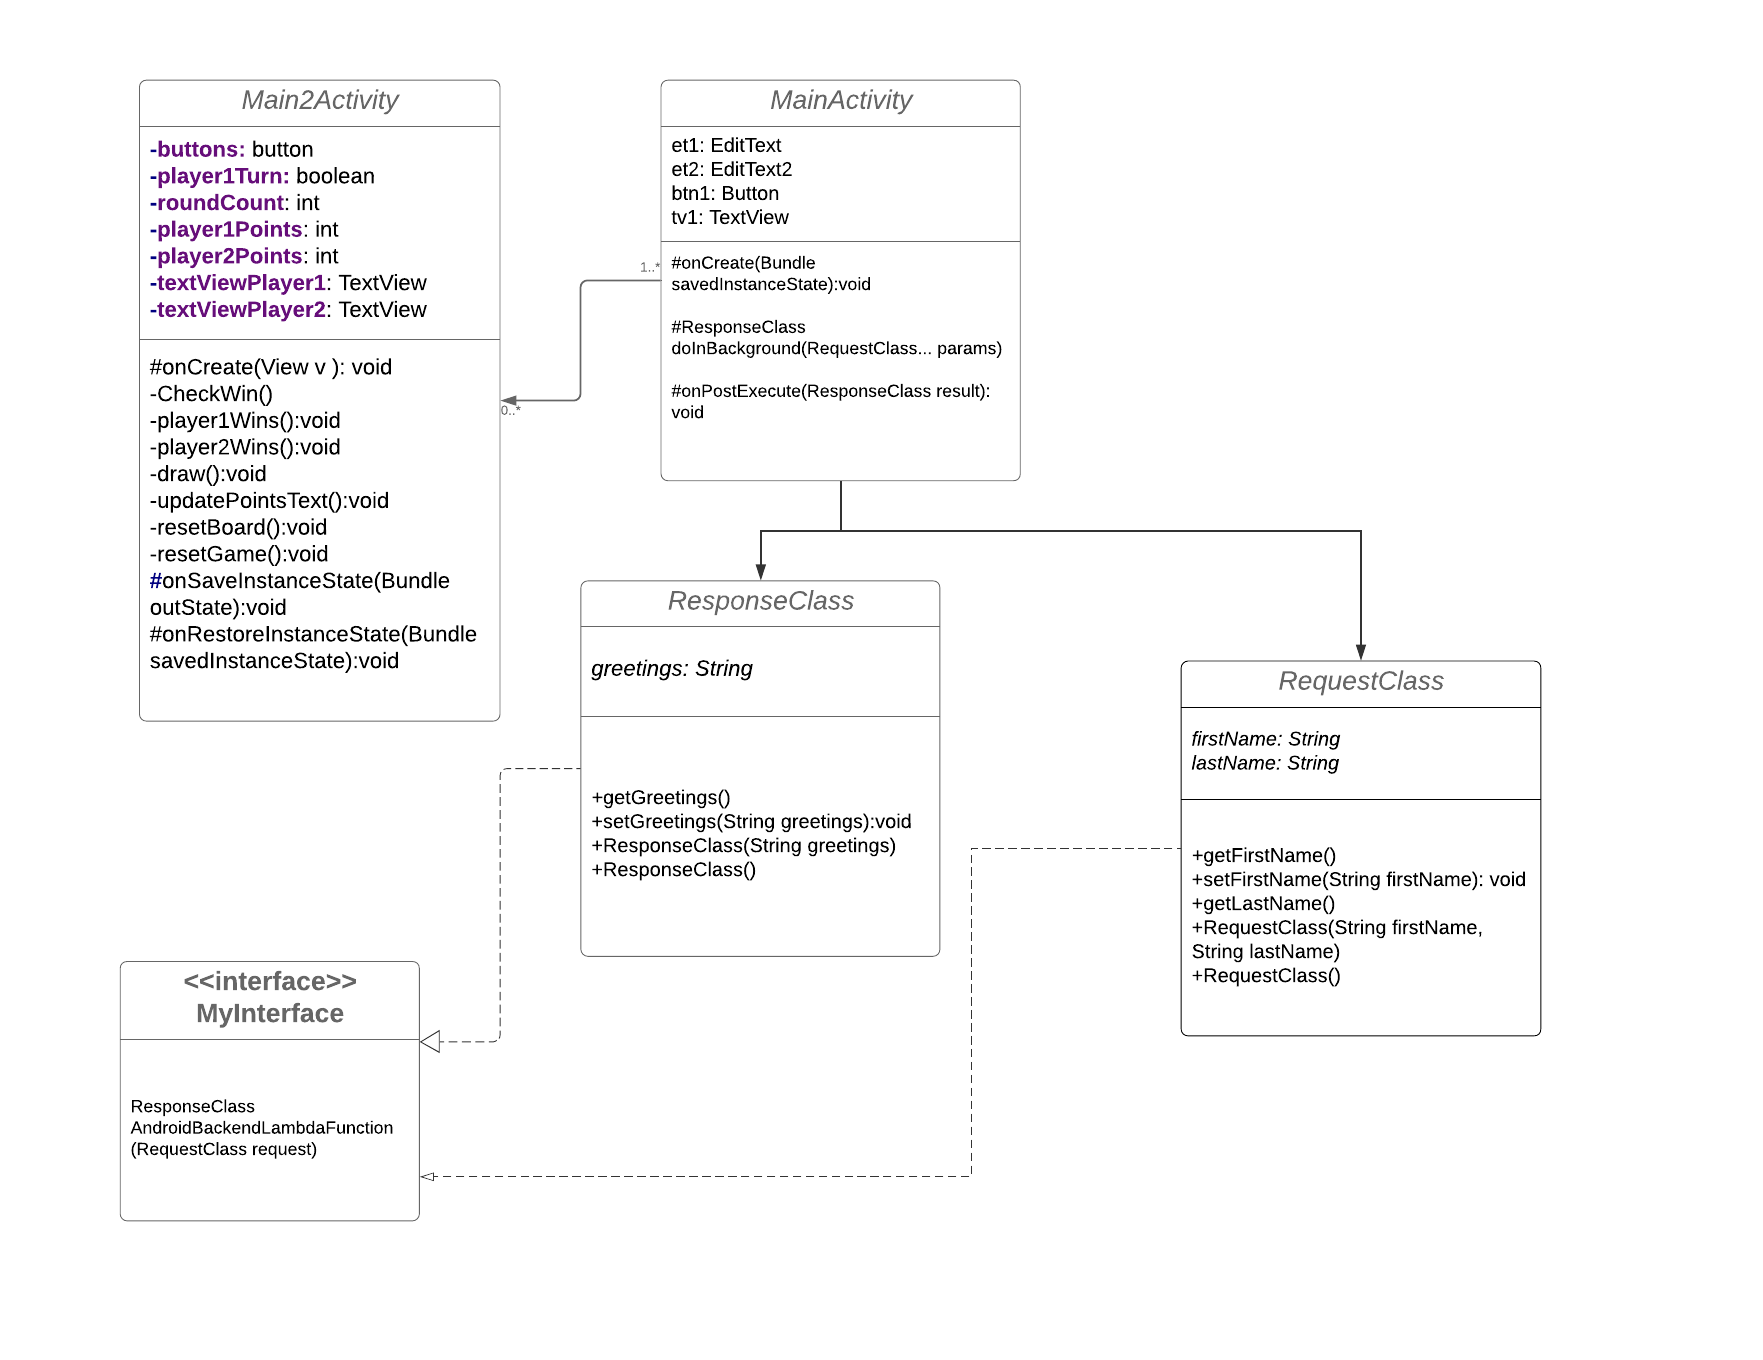 Main2Activity
-buttons: button
-player1Turn: boolean
-roundCount: int
-player1Points: int
-player2Points: int
-textViewPlayer1: TextView
-textViewPlayer2: TextView
#onCreate(View v ): void
-CheckWin()
-player1Wins():void
-player2Wins():void
-draw():void
-updatePointsText():void
-resetBoard():void
-resetGame():void
#onSaveInstanceState(Bundle
outState):void
#onRestoreInstanceState(Bundle
savedInstanceState):void
MainActivity
et1: EditText
et2: EditText2
btn1: Button
tv1: TextView
#onCreate(Bundle
savedInstanceState):void
#ResponseClass
doInBackground(RequestClass... params)
#onPostExecute(ResponseClass result):
void
1..*
0..*
ResponseClass
greetings: String
+getGreetings()
+setGreetings(String greetings):void
+ResponseClass(String greetings)
+ResponseClass()
RequestClass
firstName: String
lastName: String
+getFirstName()
+setFirstName(String firstName): void
+getLastName()
+RequestClass(String firstName,
String lastName)
+RequestClass()
<<interface>>
MyInterface
ResponseClass
AndroidBackendLambdaFunction
(RequestClass request)